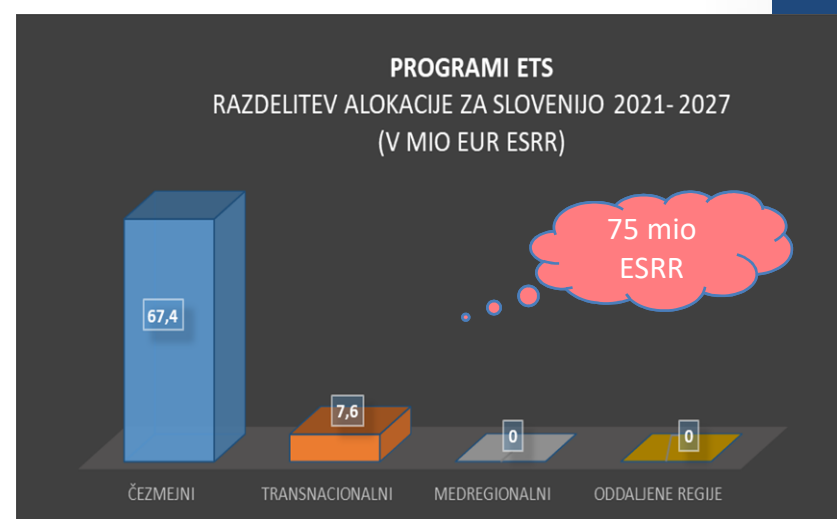 PROGRAMI ETS
RAZDELITEV ALOKACIJE ZA SLOVENIJO 2021- 2027
(V MIO EUR ESRR)
75 mio
ESRR
67,4
7,6
0
0
ČEZMEJNI
TRANSNACIONALNI
MEDREGIONALNI
ODDALJENE REGIJE